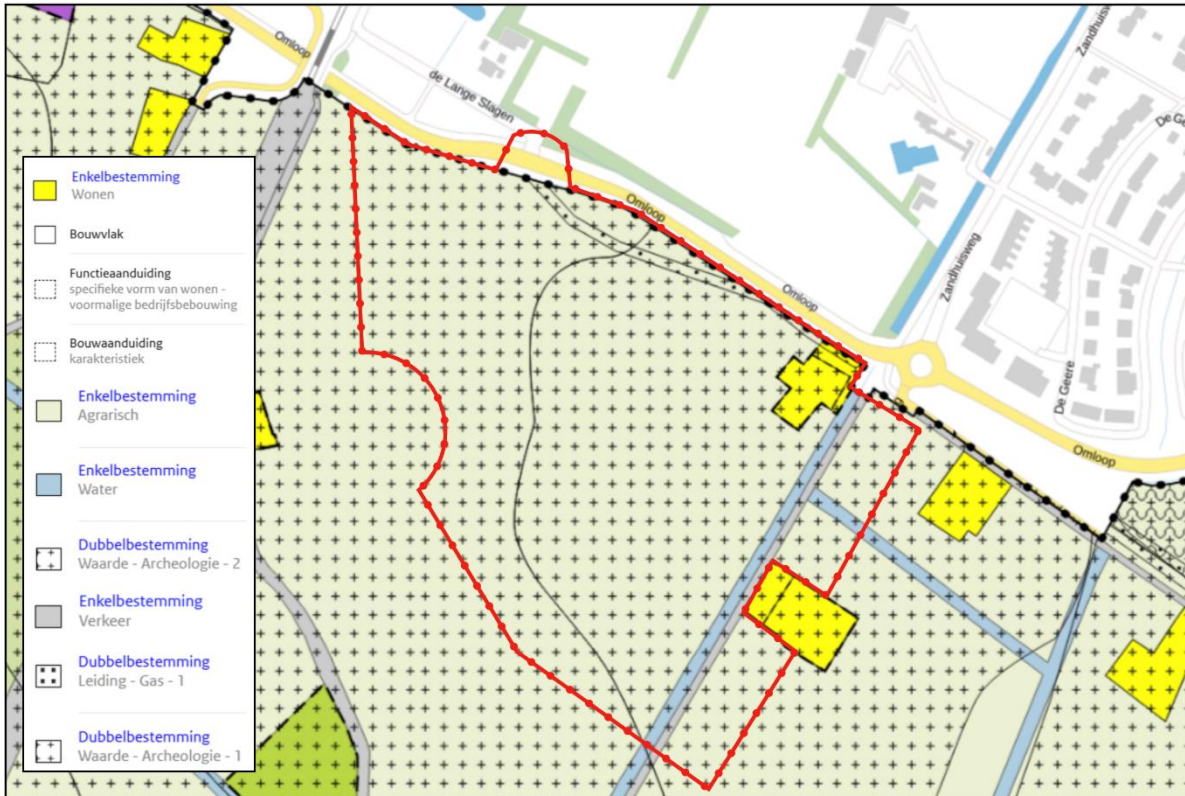 Omloop
de Lange Slagen
Zandhuisweg
De Geere
Omloop
Omloop
Zandhuisweg
De Geere
Omloop
Enkelbestemming
Wonen
Bouwvlak
Functieaanduiding
specifieke vorm van wonen -
voormalige bedrijfsbebouwing
Bouwaanduiding
karakteristiek
Enkelbestemming
Agrarisch
Enkelbestemming
Water
Dubbelbestemming
Waarde - Archeologie - 2
Enkelbestemming
Verkeer
Dubbelbestemming
Leiding - Gas - 1
Dubbelbestemming
Waarde - Archeologie - 1